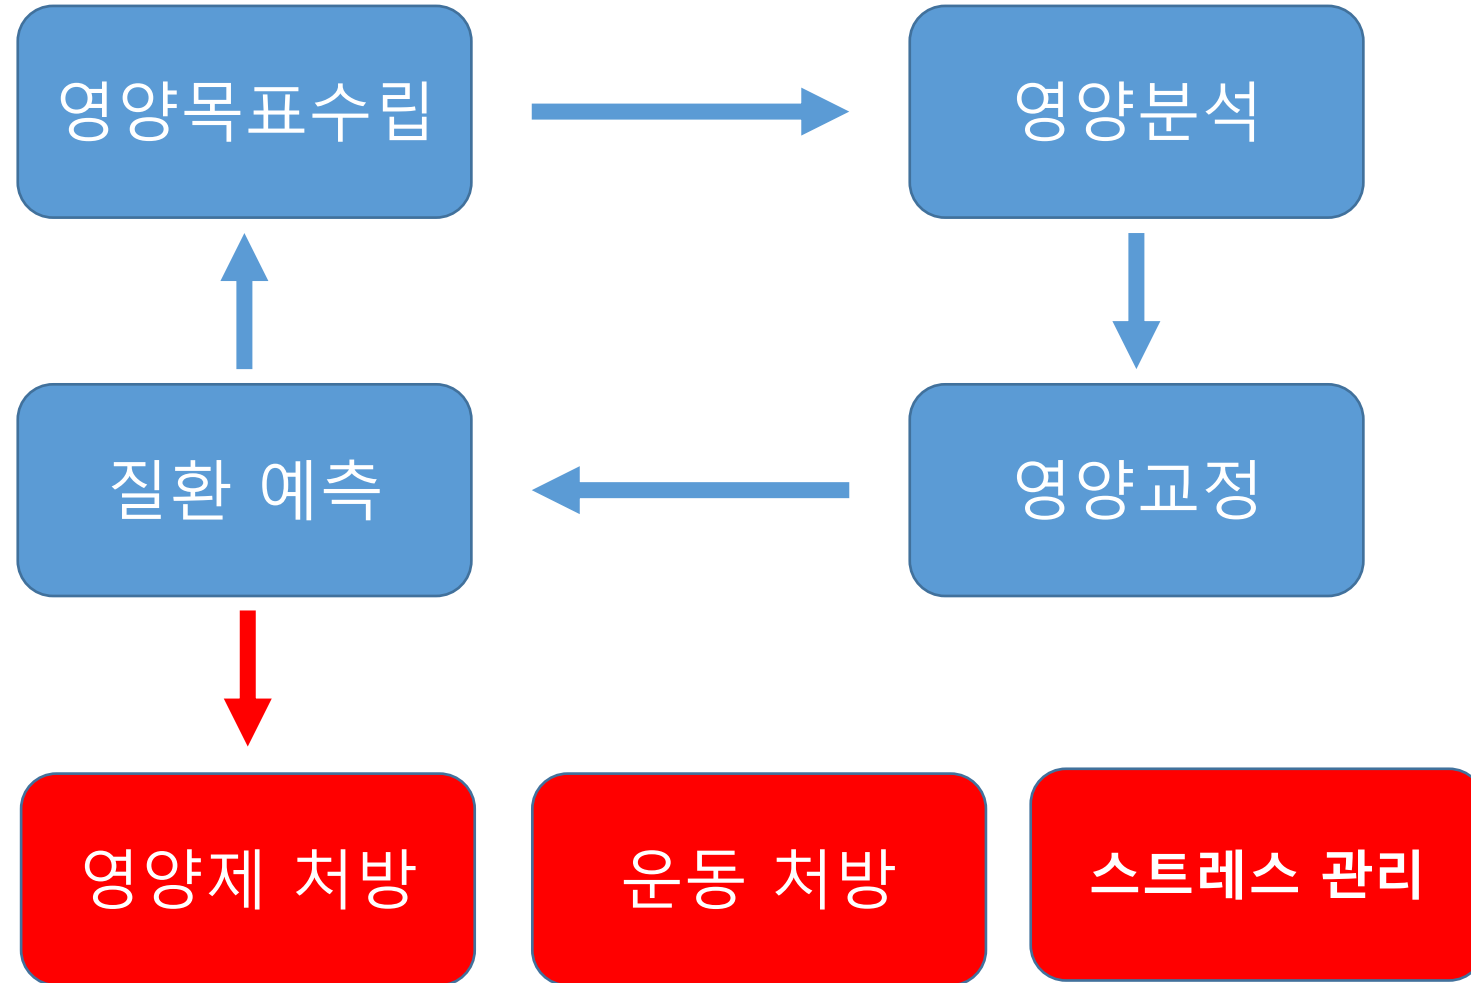 영양목표수립
영양분석
질환 예측
영양교정
영양제 처방
운동 처방
스트레스 관리